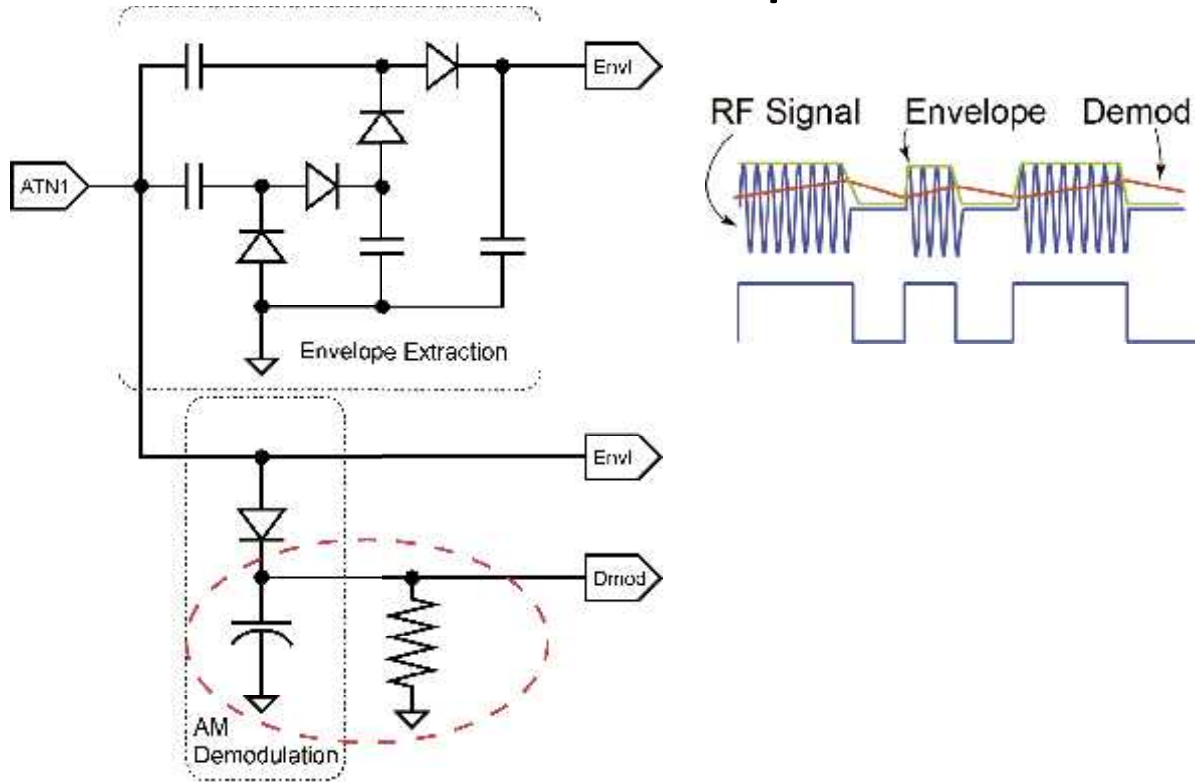 Envl
RF Signal Envelope Demod
ATN1
Envelope Extraction
Envl
Dmod
AM
Demodulation